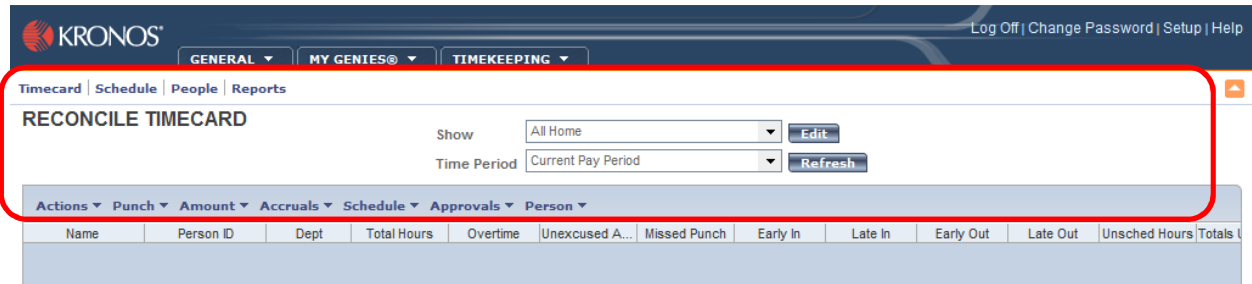 KRONOS® Log Off | Change Password | Setup | Help
GENERAL MY GENIES® TIMEKEEPING
Timecard | Schedule | People | Reports
RECONCILE TIMECARD
Show All Home Edit
Time Period Current Pay Period Refresh
Actions Punch Amount Accruals Schedule Approvals Person
Name Person ID Dept Total Hours Overtime Unexcused A... Missed Punch Early In Late In Early Out Late Out Unsched Hours Totals